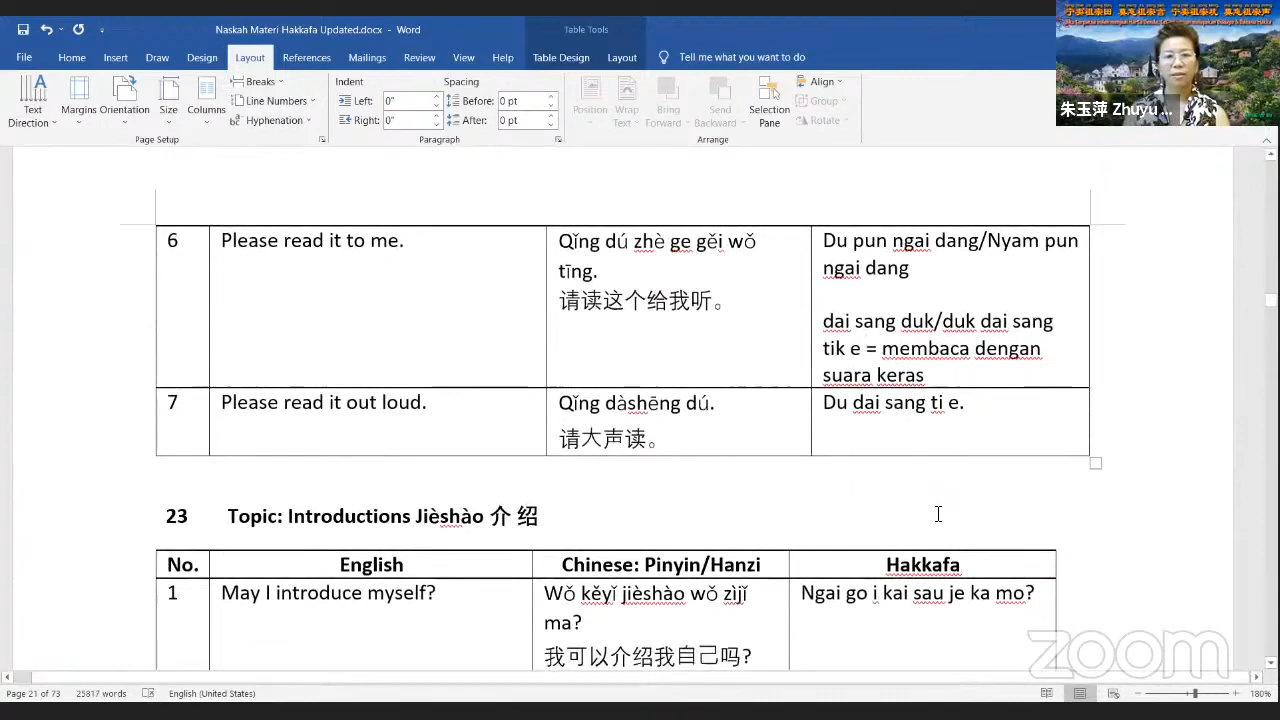 Naskah Materi Hakkafa Updated.docx - Word
Table Tools
File Home Insert Draw Design Layout References Mailings Review View Help Table Design Layout Tell me what you want to do
Text Direction
Margins
Orientation
Size
Columns
Breaks
Line Numbers
Hyphenation
Page Setup
Indent
Left: 0"
Right: 0"
Spacing
Before: 0 pt
After: 0 pt
Paragraph
Position
Wrap Text
Bring Forward
Send Backward
Selection Pane
Align
Group
Rotate
Arrange
朱玉萍 Zhuyu ...
6
Please read it to me.
Qǐng dú zhè ge gěi wǒ
tīng.
请读这个给我听。
Du pun ngai dang/Nyam pun
ngai dang
dai sang duk/duk dai sang
tik e = membaca dengan
suara keras
7
Please read it out loud.
Qǐng dàshēng dú.
请大声读。
Du dai sang ti e.
23 Topic: Introductions Jièshào 介 绍
No. English Chinese: Pinyin/Hanzi Hakkafa
1
May I introduce myself?
Wǒ kěyǐ jièshào wǒ zìjǐ
ma?
我可以介绍我自己吗?
Ngai go i kai sau je ka mo?
zoom
Page 21 of 73 25817 words English (United States) 180%